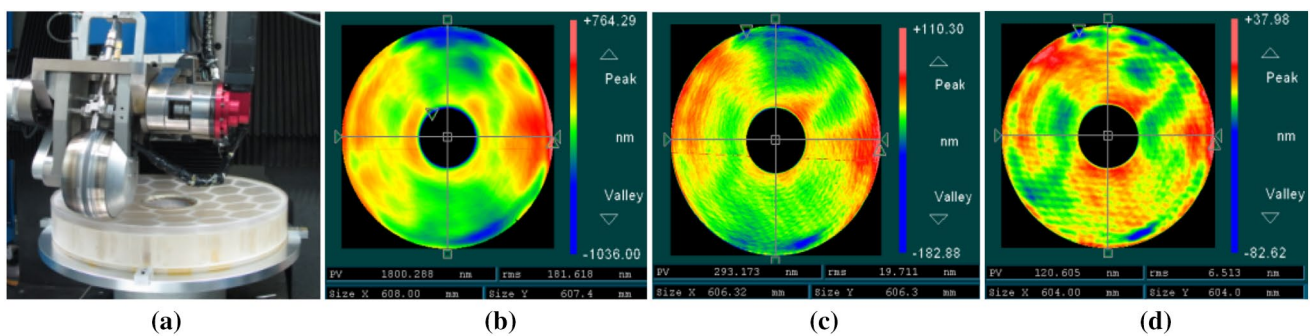 +764.29
Peak
nm
Valley
-1036.00
PV 1800.288 nm rms 181.618 nm
Size X 608.00 mm Size Y 607.4 mm
+110.30
Peak
nm
Valley
-182.88
PV 293.173 nm rms 19.711 nm
Size X 606.32 mm Size Y 606.3 mm
+37.98
Peak
nm
Valley
-82.62
PV 120.605 nm rms 6.513 nm
Size X 604.00 mm Size Y 604.0 mm
(a) (b) (c) (d)